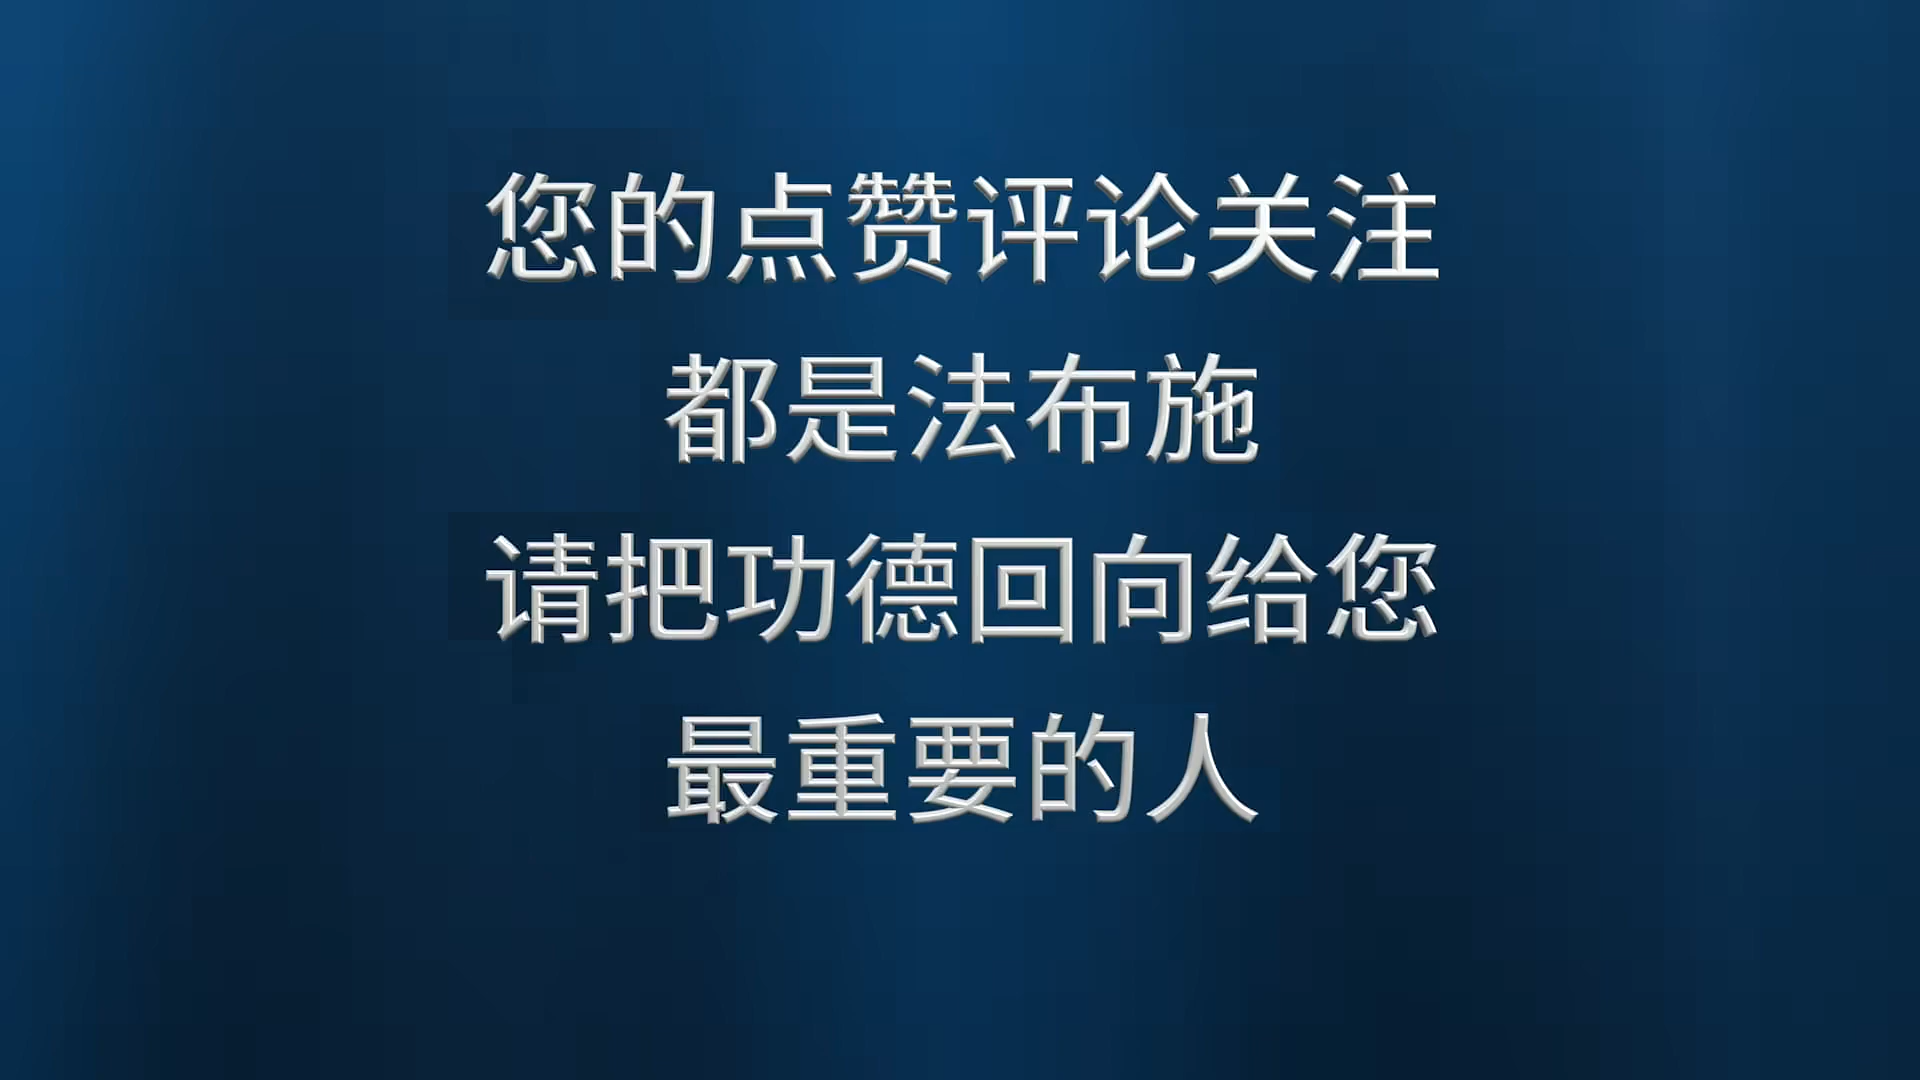 您的点赞评论关注
都是法布施
请把功德回向给您
最重要的人